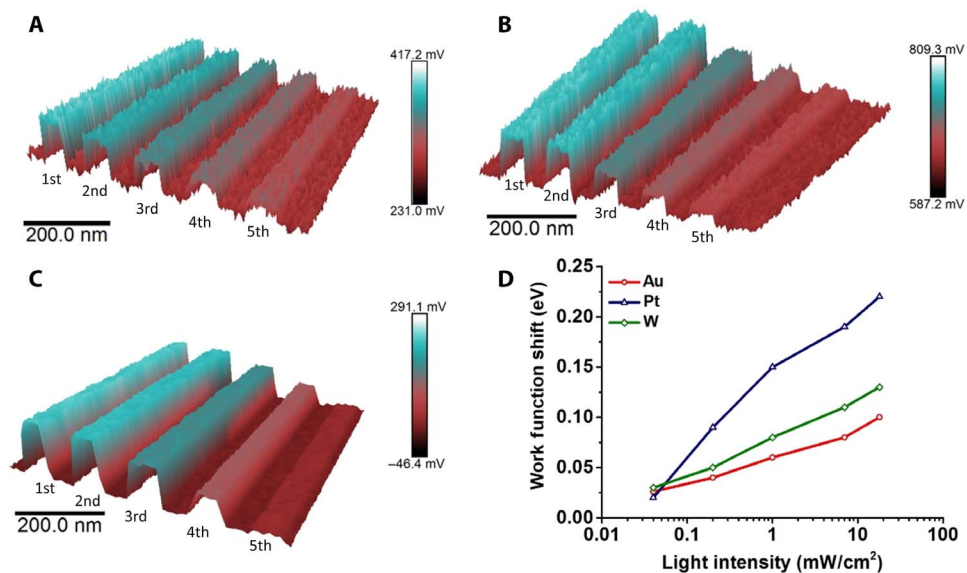 A
417.2 mV
231.0 mV
1st
2nd
3rd
4th
5th
200.0 nm
B
809.3 mV
587.2 mV
1st
2nd
3rd
4th
5th
200.0 nm
C
291.1 mV
−46.4 mV
1st
2nd
3rd
4th
5th
200.0 nm
D
0.25
0.20
0.15
0.10
0.05
0.00
Work function shift (eV)
Au
Pt
W
0.01
0.1
1
10
100
Light intensity (mW/cm²)